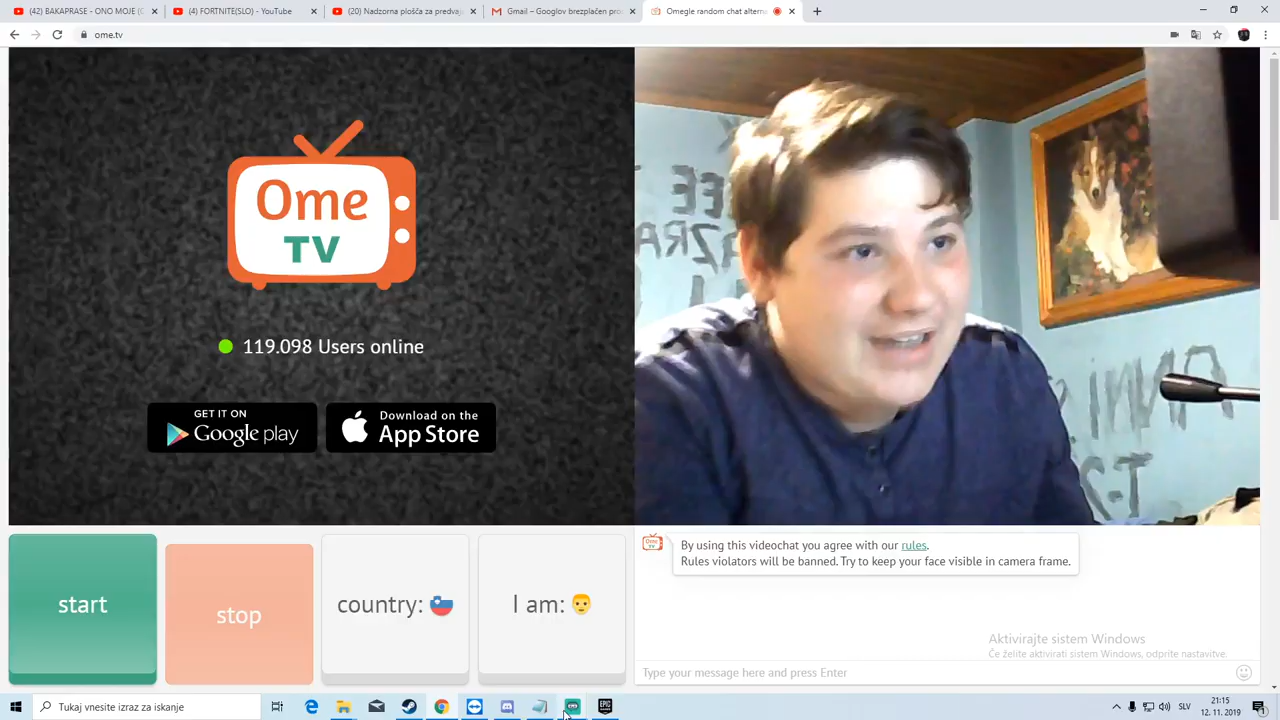 (42) BAKAPRASE - ONO MOJE (
(4) FORTNITE(SLO) - YouTube
(20) Nadzorna plošča za predvaj
Gmail – Googlov brezplačen pro
Omegle random chat alterna
ome.tv
Ome
TV
119.098 Users online
GET IT ON
Google play
Download on the
App Store
start
stop
country:
I am:
Ome
TV
By using this videochat you agree with our rules.
Rules violators will be banned. Try to keep your face visible in camera frame.
Aktivirajte sistem Windows
Če želite aktivirati sistem Windows, odprite nastavitve.
Type your message here and press Enter
Tukaj vnesite izraz za iskanje
EPIC
SLV
21:15
12. 11. 2019